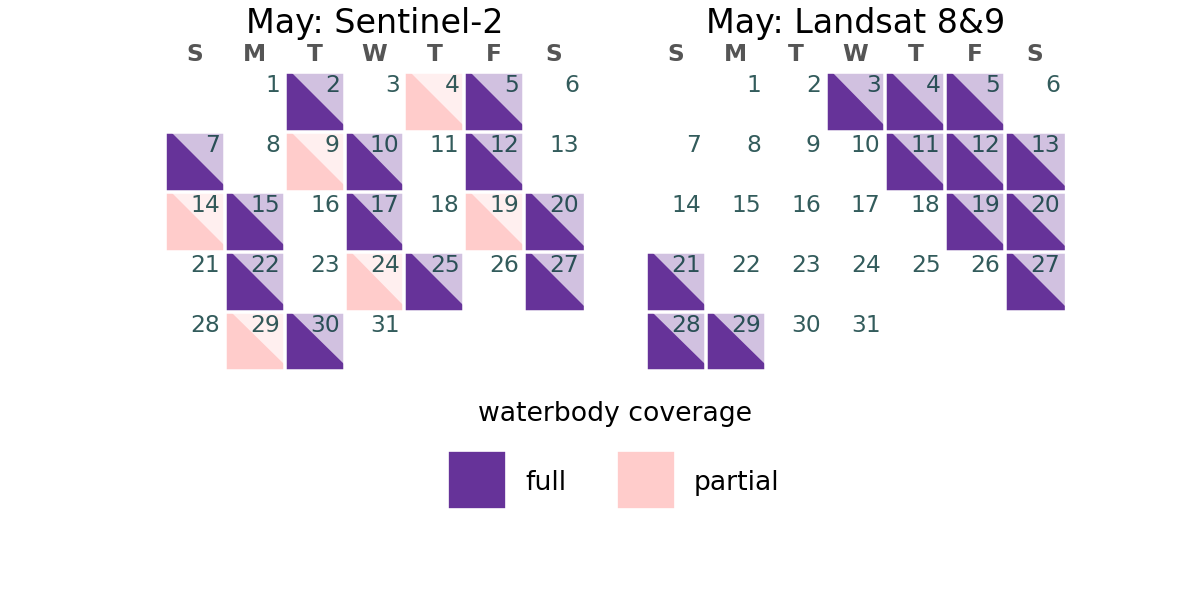 May: Sentinel-2
S M T W T F S
1 2 3 4 5 6
7 8 9 10 11 12 13
14 15 16 17 18 19 20
21 22 23 24 25 26 27
28 29 30 31
May: Landsat 8&9
S M T W T F S
1 2 3 4 5 6
7 8 9 10 11 12 13
14 15 16 17 18 19 20
21 22 23 24 25 26 27
28 29 30 31
waterbody coverage
full partial